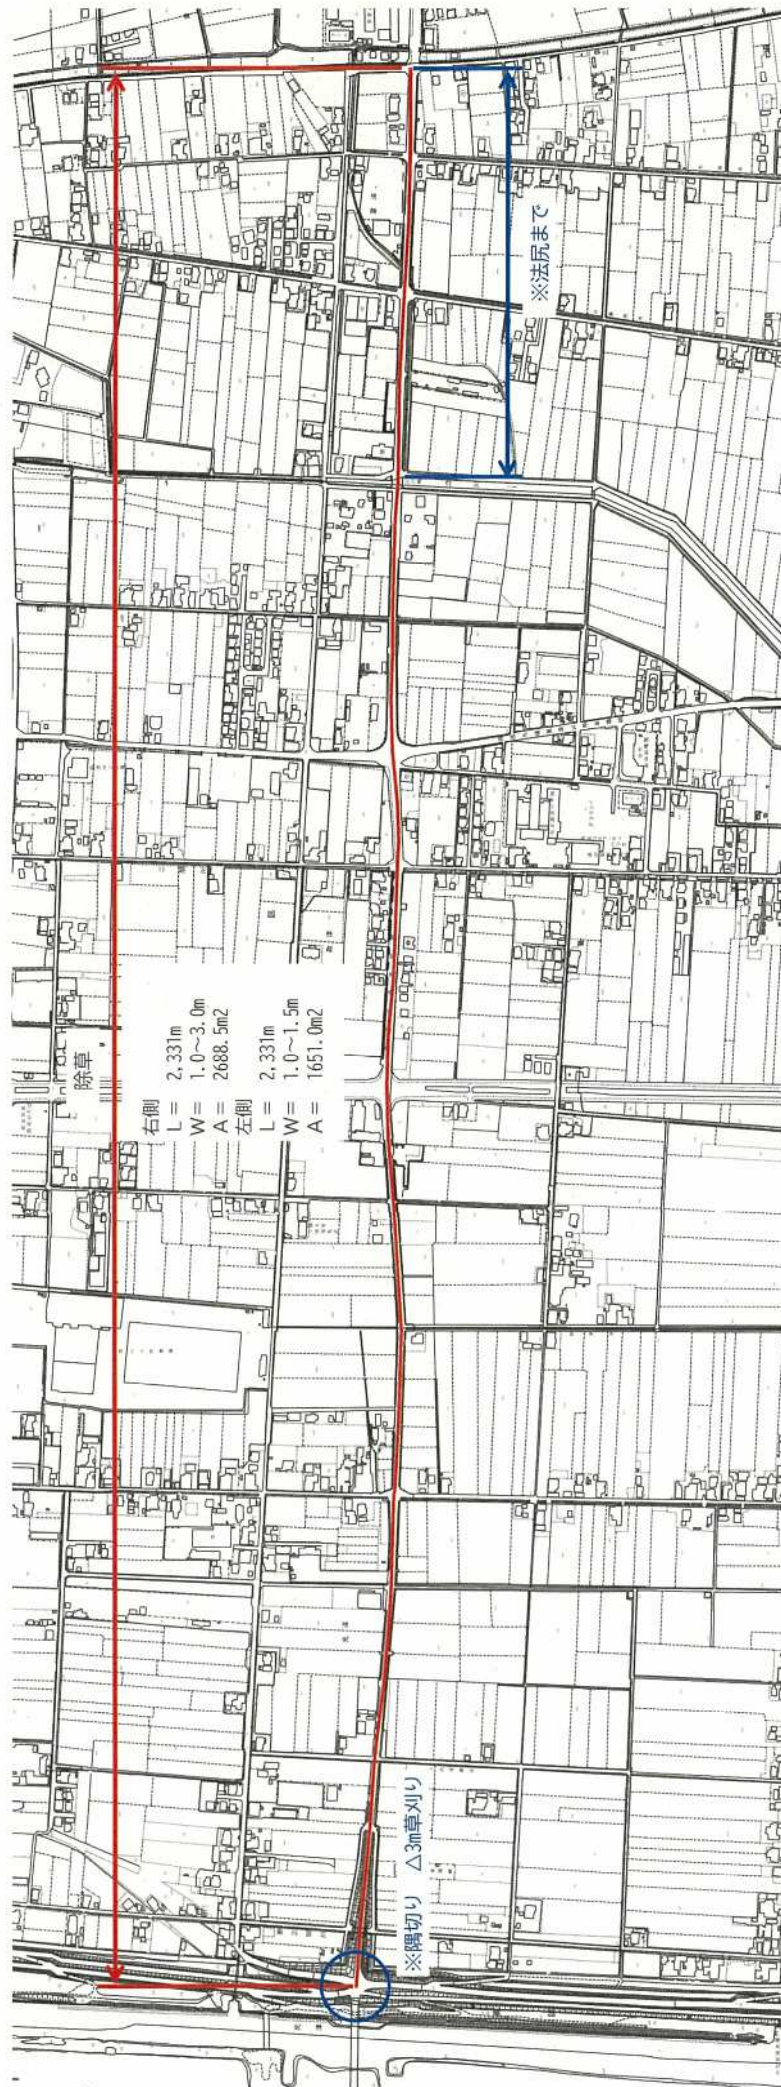 除草
右側
L = 2,331m
W = 1.0～3.0m
A = 2688.5m2
左側
L = 2,331m
W = 1.0～1.5m
A = 1651.0m2
※隅切り △3m草刈り
※法尻まで